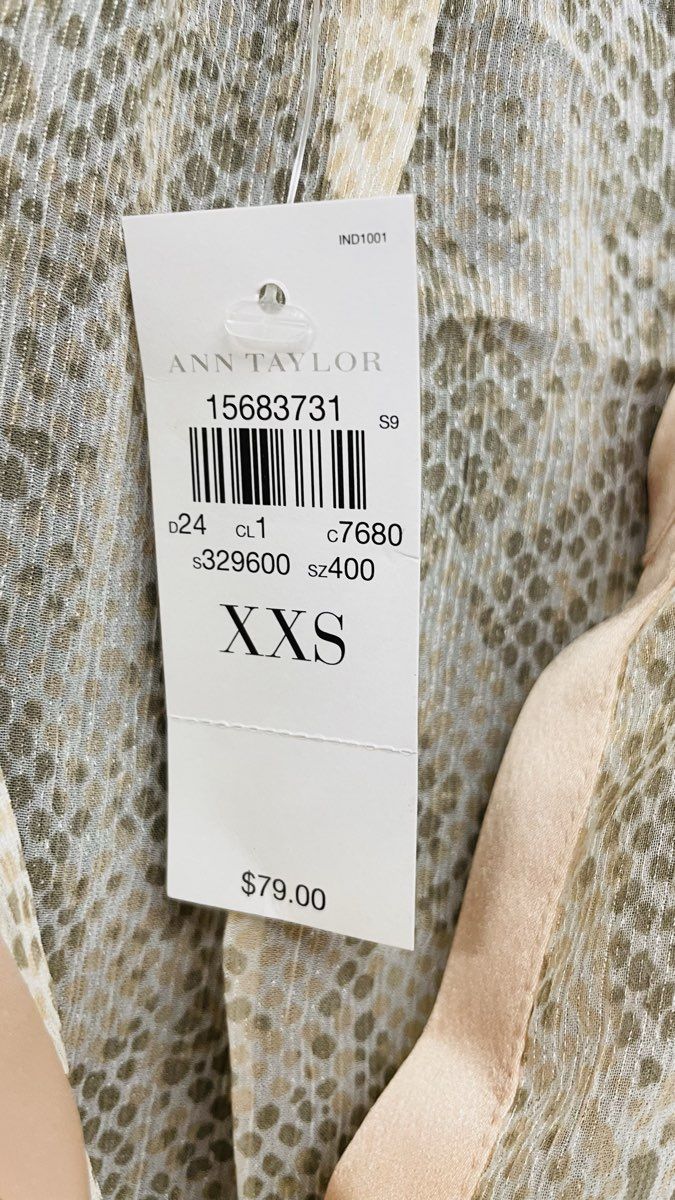 IND1001
ANN TAYLOR
15683731 S9
D24 CL1 C7680
S329600 SZ400
XXS
$79.00